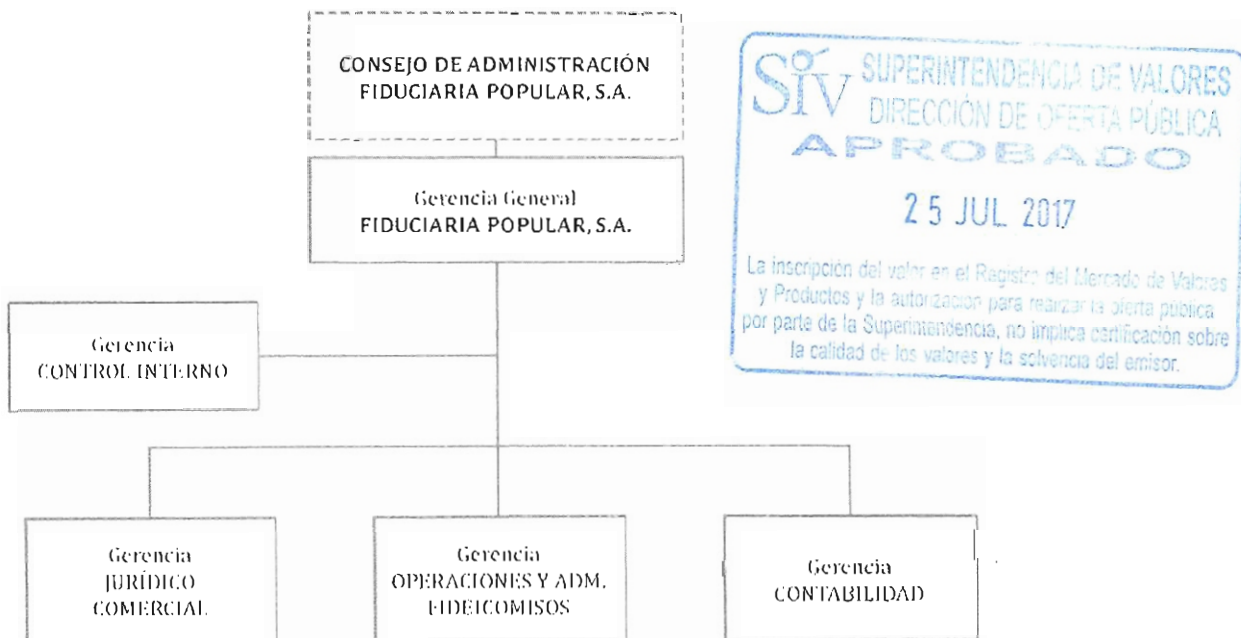 CONSEJO DE ADMINISTRACIÓN
FIDUCIARIA POPULAR, S.A.
Gerencia General
FIDUCIARIA POPULAR, S.A.
SIV SUPERINTENDENCIA DE VALORES
DIRECCIÓN DE OFERTA PÚBLICA
APROBADO
25 JUL 2017
La inscripción del valor en el Registro del Mercado de Valores
y Productos y la autorización para realizar la oferta pública
por parte de la Superintendencia, no implica certificación sobre
la calidad de los valores y la solvencia del emisor.
Gerencia
CONTROL INTERNO
Gerencia
JURÍDICO
COMERCIAL
Gerencia
OPERACIONES Y ADM.
FIDEICOMISOS
Gerencia
CONTABILIDAD